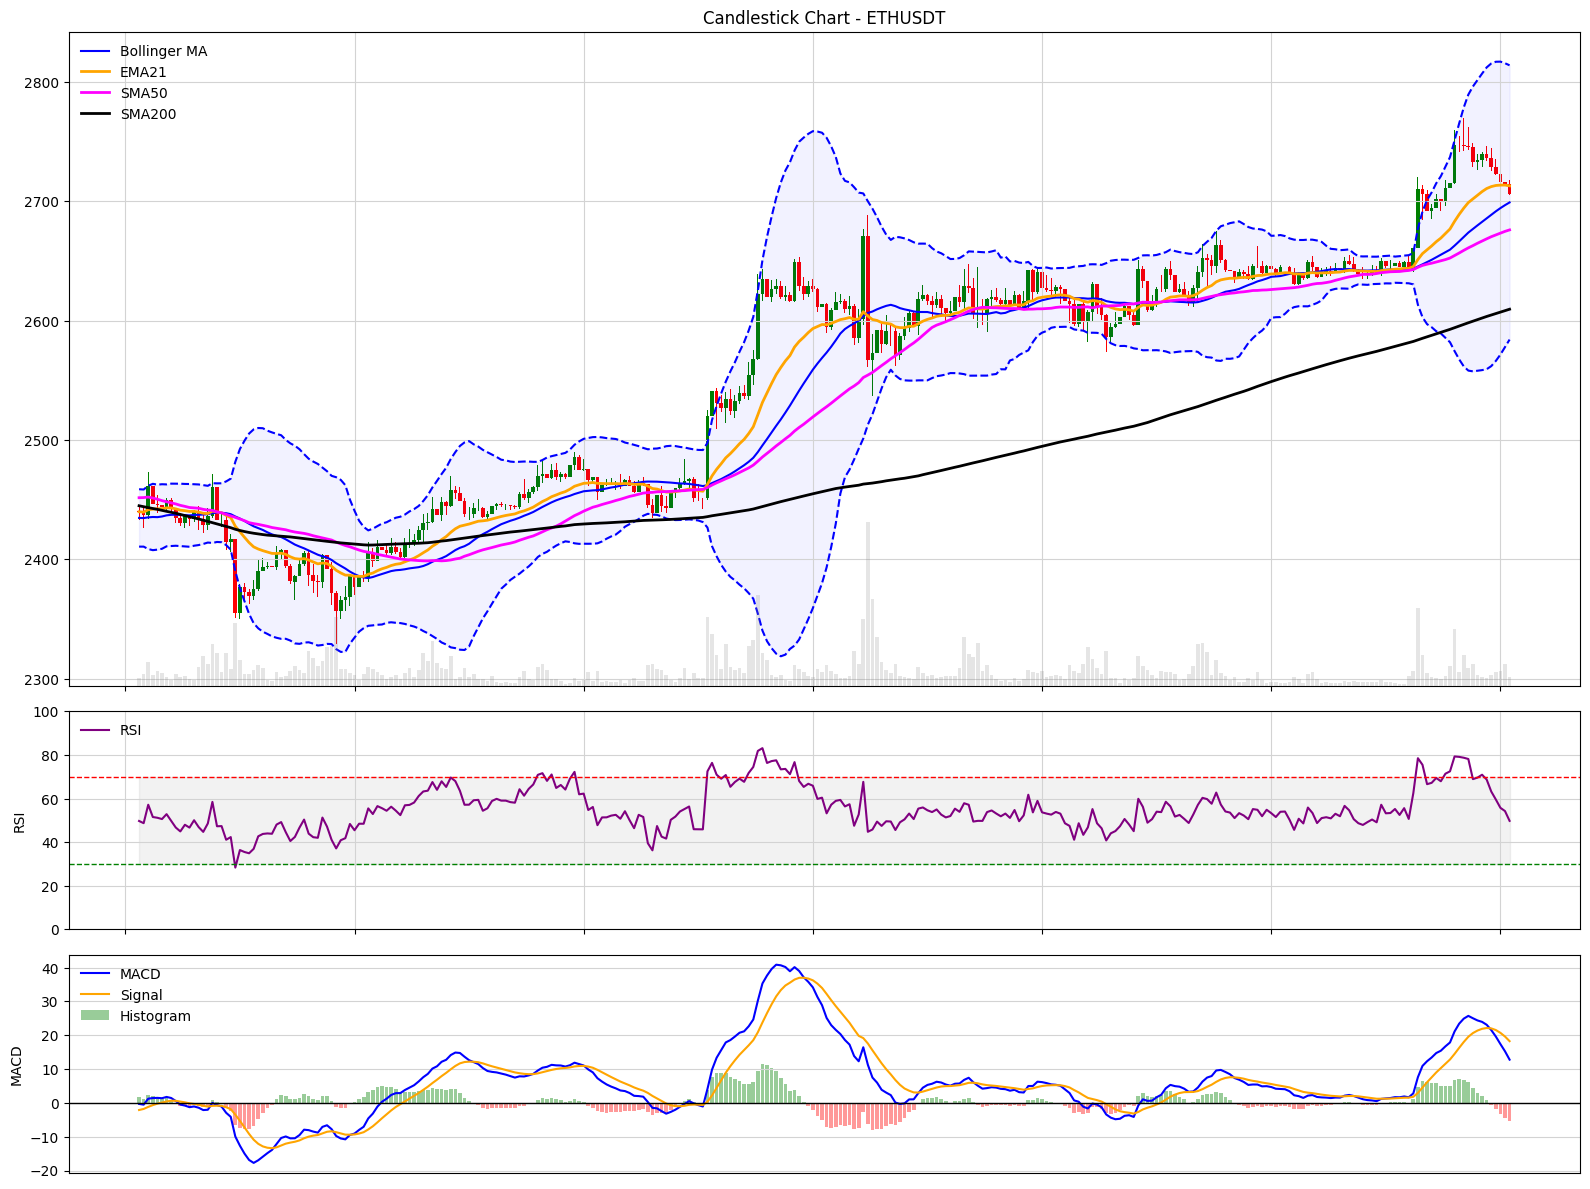 Candlestick Chart - ETHUSDT
Bollinger MA
EMA21
SMA50
SMA200
2800
2700
2600
2500
2400
2300
RSI
100
80
60
40
20
0
RSI
MACD
Signal
Histogram
40
30
20
10
0
−10
−20
MACD